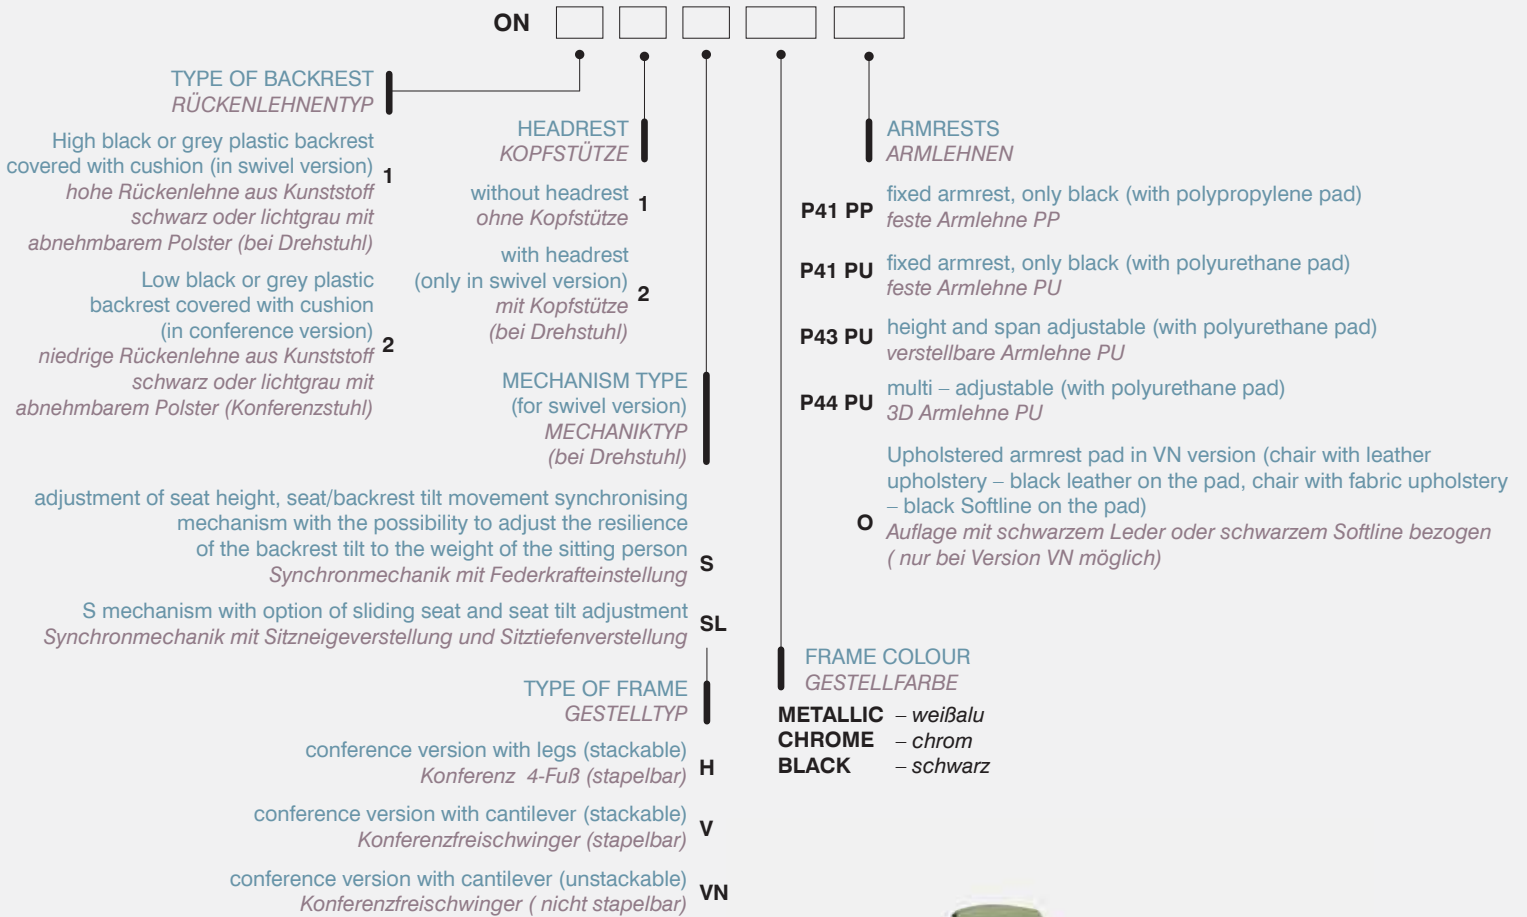 ON
TYPE OF BACKREST
RÜCKENLEHNENTYP
High black or grey plastic backrest
covered with cushion (in swivel version)
1
hohe Rückenlehne aus Kunststoff
schwarz oder lichtgrau mit
abnehmbarem Polster (bei Drehstuhl)
Low black or grey plastic
backrest covered with cushion
(in conference version)
2
niedrige Rückenlehne aus Kunststoff
schwarz oder lichtgrau mit
abnehmbarem Polster (Konferenzstuhl)
HEADREST
KOPFSTÜTZE
without headrest
1
ohne Kopfstütze
with headrest
(only in swivel version)
2
mit Kopfstütze
(bei Drehstuhl)
MECHANISM TYPE
(for swivel version)
MECHANIKTYP
(bei Drehstuhl)
adjustment of seat height, seat/backrest tilt movement synchronising
mechanism with the possibility to adjust the resilience
of the backrest tilt to the weight of the sitting person
S
Synchronmechanik mit Federkrafteinstellung
S mechanism with option of sliding seat and seat tilt adjustment
SL
Synchronmechanik mit Sitzneigeverstellung und Sitztiefenverstellung
TYPE OF FRAME
GESTELLTYP
conference version with legs (stackable)
H
Konferenz 4-Fuß (stapelbar)
conference version with cantilever (stackable)
V
Konferenzfreischwinger (stapelbar)
conference version with cantilever (unstackable)
VN
Konferenzfreischwinger ( nicht stapelbar)
FRAME COLOUR
GESTELLFARBE
METALLIC – weißalu
CHROME – chrom
BLACK – schwarz
ARMRESTS
ARMLEHNEN
P41 PP
fixed armrest, only black (with polypropylene pad)
feste Armlehne PP
P41 PU
fixed armrest, only black (with polyurethane pad)
feste Armlehne PU
P43 PU
height and span adjustable (with polyurethane pad)
verstellbare Armlehne PU
P44 PU
multi – adjustable (with polyurethane pad)
3D Armlehne PU
Upholstered armrest pad in VN version (chair with leather
upholstery – black leather on the pad, chair with fabric upholstery
– black Softline on the pad)
O
Auflage mit schwarzem Leder oder schwarzem Softline bezogen
( nur bei Version VN möglich)